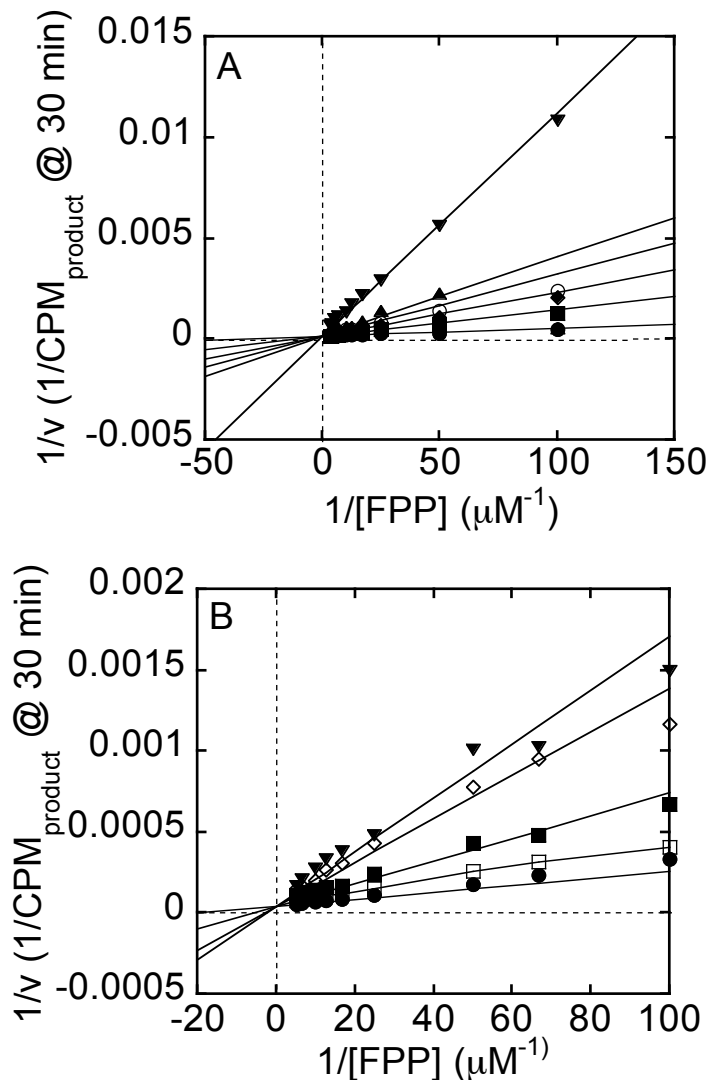 A
0.015
0.01
0.005
0
-0.005
1/v (1/CPM_product @ 30 min)
-50 0 50 100 150
1/[FPP] (μM⁻¹)
B
0.002
0.0015
0.001
0.0005
0
-0.0005
1/v (1/CPM_product @ 30 min)
-20 0 20 40 60 80 100
1/[FPP] (μM⁻¹⁾